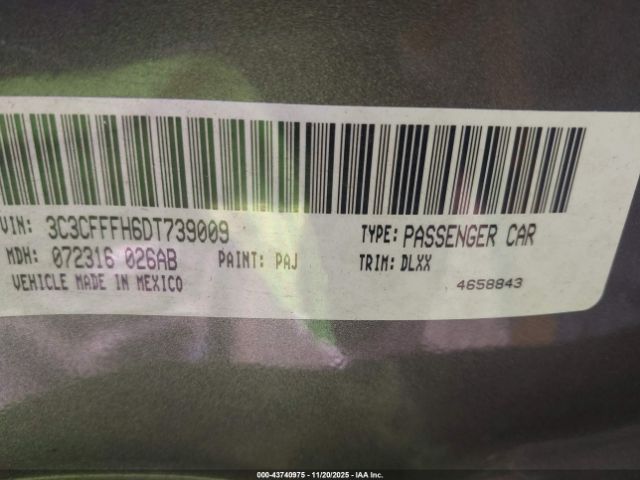 VIN: 3C3CFFFH6DT739009 TYPE: PASSENGER CAR
MDH: 072316 026AB PAINT: PAJ TRIM: DLXX
VEHICLE MADE IN MEXICO 4658843
000-43740975 - 11/20/2025 - IAA Inc.